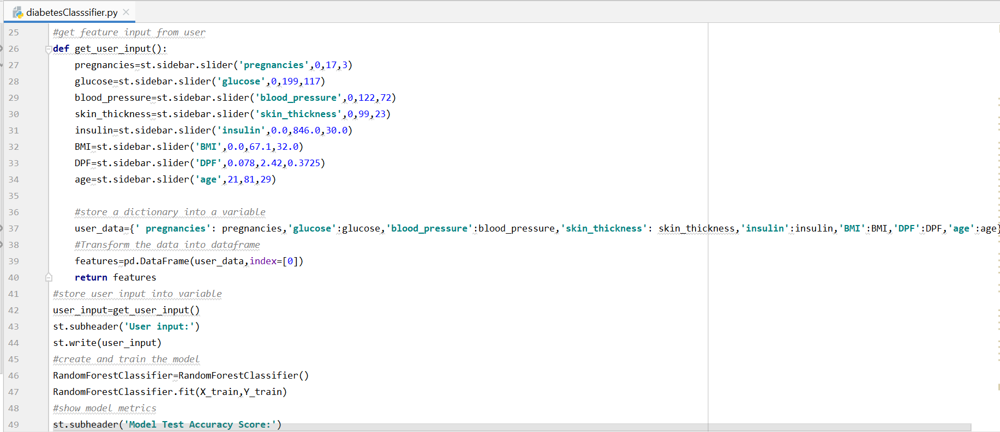 diabetesClasssifier.py
25 #get feature input from user
26 def get_user_input():
27 pregnancies=st.sidebar.slider('pregnancies',0,17,3)
28 glucose=st.sidebar.slider('glucose',0,199,117)
29 blood_pressure=st.sidebar.slider('blood_pressure',0,122,72)
30 skin_thickness=st.sidebar.slider('skin_thickness',0,99,23)
31 insulin=st.sidebar.slider('insulin',0.0,846.0,30.0)
32 BMI=st.sidebar.slider('BMI',0.0,67.1,32.0)
33 DPF=st.sidebar.slider('DPF',0.078,2.42,0.3725)
34 age=st.sidebar.slider('age',21,81,29)
35
36 #store a dictionary into a variable
37 user_data={' pregnancies': pregnancies,'glucose':glucose,'blood_pressure':blood_pressure,'skin_thickness': skin_thickness,'insulin':insulin,'BMI':BMI,'DPF':DPF,'age':age}
38 #Transform the data into dataframe
39 features=pd.DataFrame(user_data,index=[0])
40 return features
41 #store user input into variable
42 user_input=get_user_input()
43 st.subheader('User input:')
44 st.write(user_input)
45 #create and train the model
46 RandomForestClassifier=RandomForestClassifier()
47 RandomForestClassifier.fit(X_train,Y_train)
48 #show model metrics
49 st.subheader('Model Test Accuracy Score:')